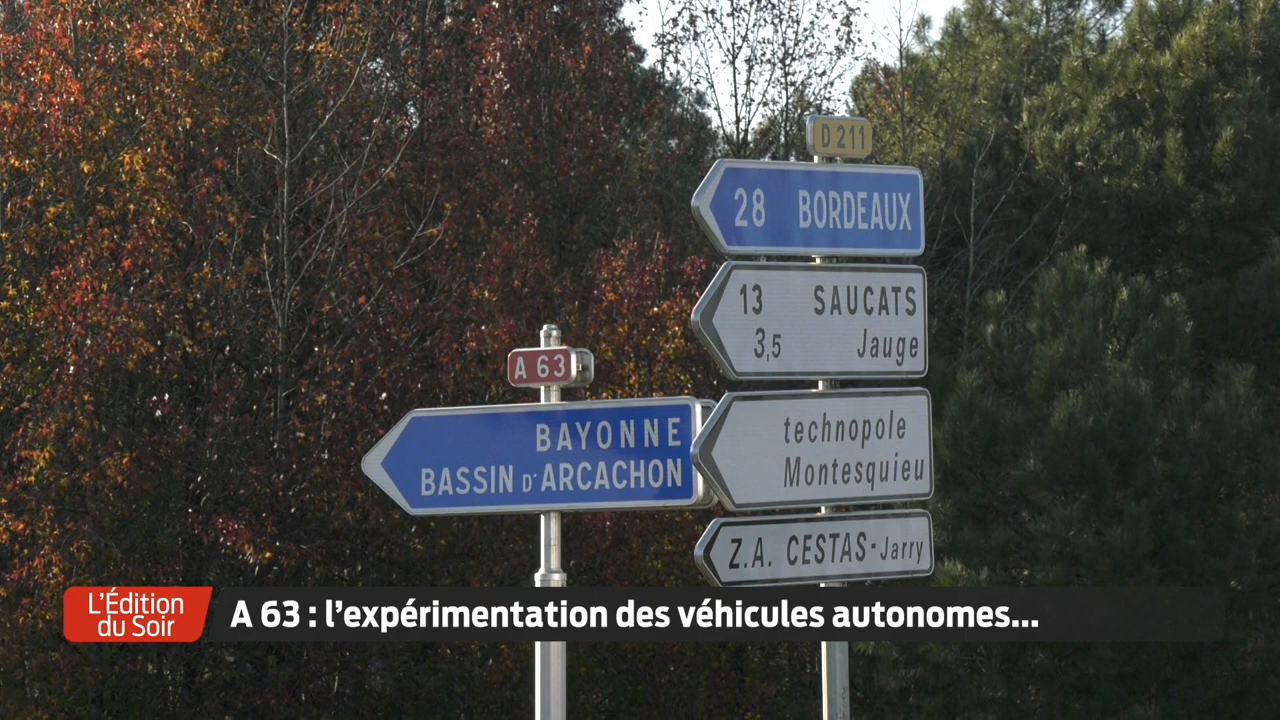 D 211
28 BORDEAUX
13 SAUCATS
3,5 Jauge
A 63
BAYONNE
BASSIN D'ARCACHON
technopole
Montesquieu
Z.A. CESTAS-Jarry
L'Édition
du Soir
A 63 : l'expérimentation des véhicules autonomes...